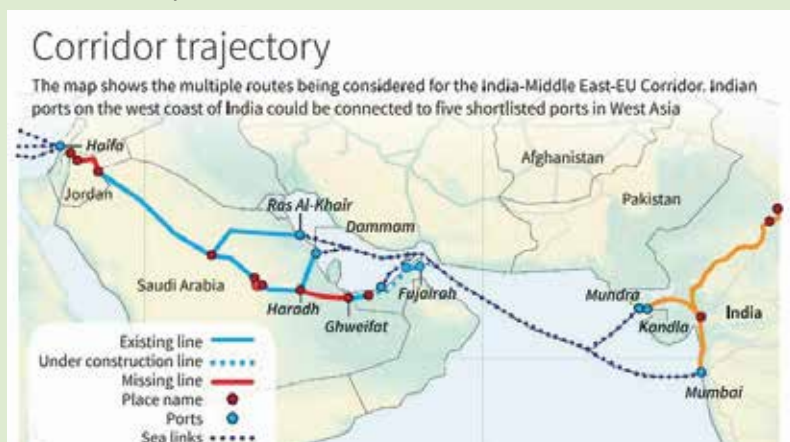 Corridor trajectory
The map shows the multiple routes being considered for the India-Middle East-EU Corridor. Indian
ports on the west coast of India could be connected to five shortlisted ports in West Asia
Haifa
Afghanistan
Jordan
Pakistan
Ras Al-Khair
Dammam
Saudi Arabia
Fujairah
Mundra
India
Haradh
Kandla
Ghweifat
Existing line
Under construction line
Missing line
Mumbai
Place name
Ports
Sea links